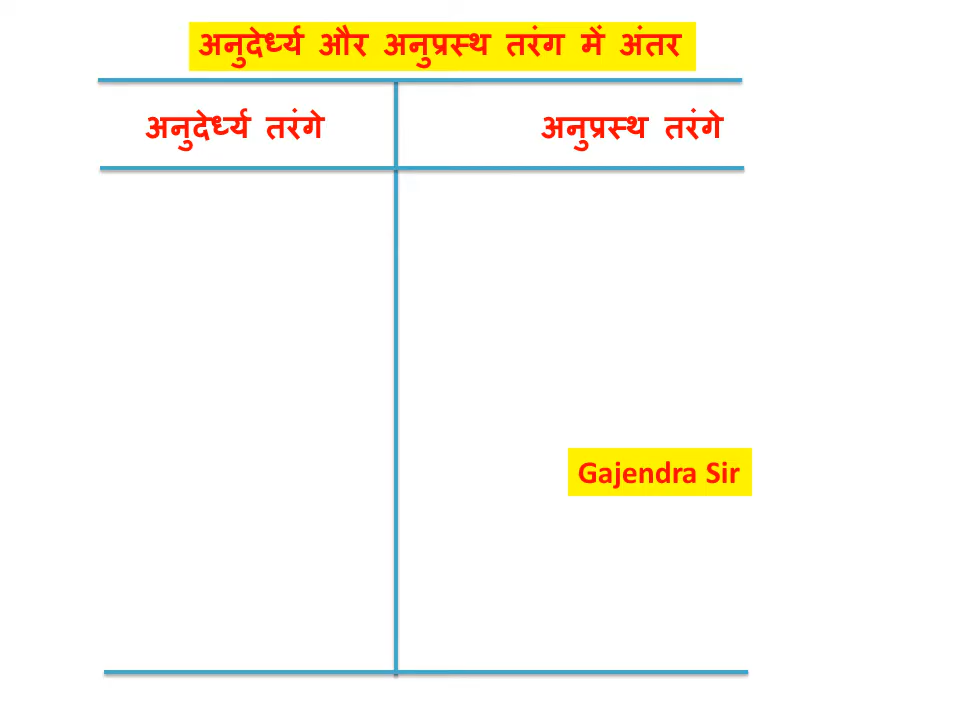 अनुदेर्ध्य और अनुप्रस्थ तरंग में अंतर
अनुदेर्ध्य तरंगे
अनुप्रस्थ तरंगे
Gajendra Sir